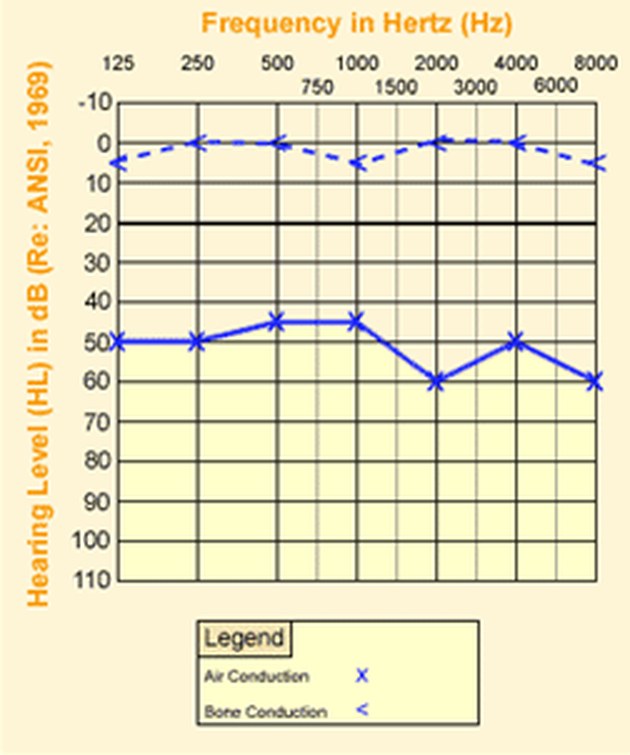 Frequency in Hertz (Hz)
125 250 500 1000 2000 4000 8000
750 1500 3000 6000
Hearing Level (HL) in dB (Re: ANSI, 1969)
-10
0
10
20
30
40
50
60
70
80
90
100
110
Legend
Air Conduction X
Bone Conduction <